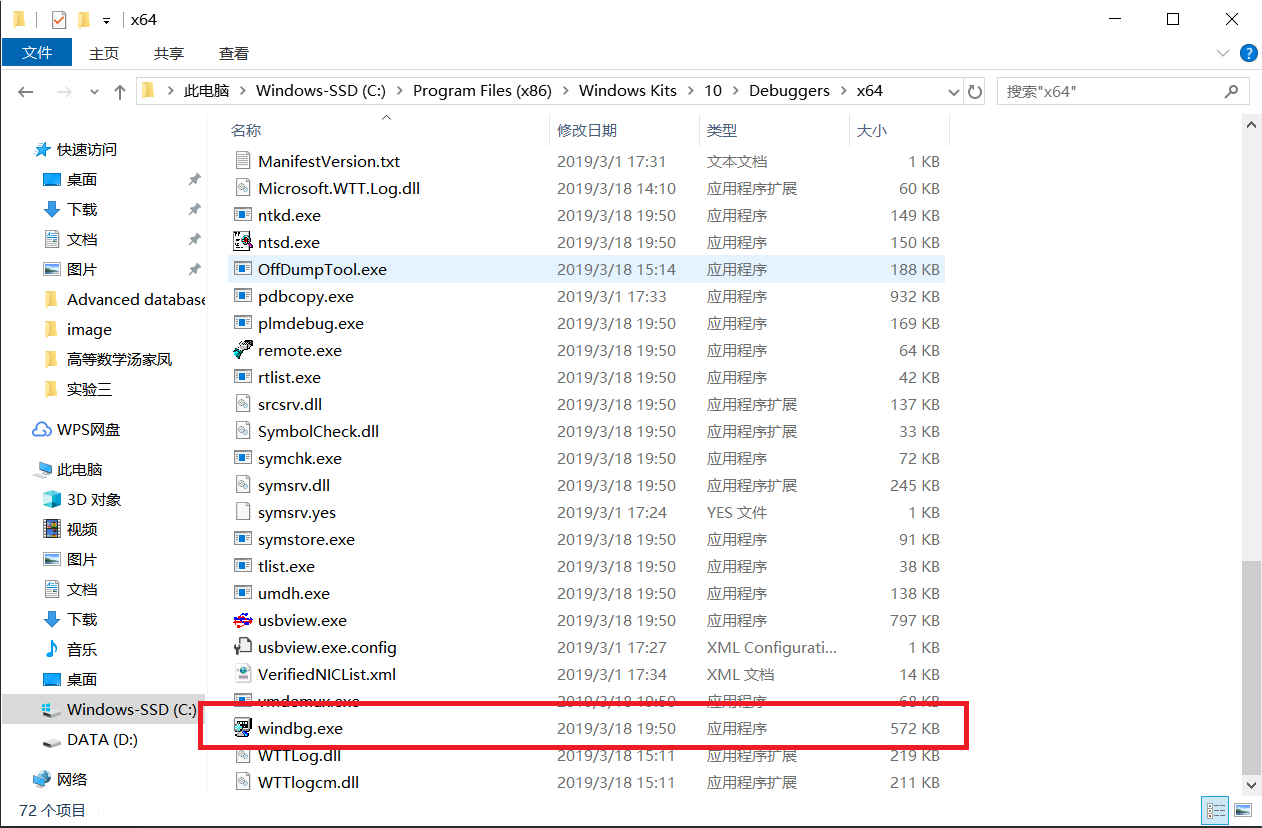 x64
文件 主页 共享 查看
此电脑 > Windows-SSD (C:) > Program Files (x86) > Windows Kits > 10 > Debuggers > x64
搜索"x64"
快速访问
桌面
下载
文档
图片
Advanced database
image
高等数学汤家凤
实验三
WPS网盘
此电脑
3D 对象
视频
图片
文档
下载
音乐
桌面
Windows-SSD (C:)
DATA (D:)
网络
名称 修改日期 类型 大小
ManifestVersion.txt 2019/3/1 17:31 文本文档 1 KB
Microsoft.WTT.Log.dll 2019/3/18 14:10 应用程序扩展 60 KB
ntkd.exe 2019/3/18 19:50 应用程序 149 KB
ntsd.exe 2019/3/18 19:50 应用程序 150 KB
OffDumpTool.exe 2019/3/18 15:14 应用程序 188 KB
pdbcopy.exe 2019/3/1 17:33 应用程序 932 KB
plmdebug.exe 2019/3/18 19:50 应用程序 169 KB
remote.exe 2019/3/18 19:50 应用程序 64 KB
rtlist.exe 2019/3/18 19:50 应用程序 42 KB
srcsrv.dll 2019/3/18 19:50 应用程序扩展 137 KB
SymbolCheck.dll 2019/3/18 19:50 应用程序扩展 33 KB
symchk.exe 2019/3/18 19:50 应用程序 72 KB
symsrv.dll 2019/3/18 19:50 应用程序扩展 245 KB
symsrv.yes 2019/3/1 17:24 YES 文件 1 KB
symstore.exe 2019/3/18 19:50 应用程序 91 KB
tlist.exe 2019/3/18 19:50 应用程序 38 KB
umdh.exe 2019/3/18 19:50 应用程序 138 KB
usbview.exe 2019/3/18 19:50 应用程序 797 KB
usbview.exe.config 2019/3/1 17:27 XML Configurati... 1 KB
VerifiedNICList.xml 2019/3/1 17:34 XML 文档 14 KB
vmdemux.exe 2019/3/18 19:50 应用程序 68 KB
windbg.exe 2019/3/18 19:50 应用程序 572 KB
WTTLog.dll 2019/3/18 15:11 应用程序扩展 219 KB
WTTlogcm.dll 2019/3/18 15:11 应用程序扩展 211 KB
72 个项目